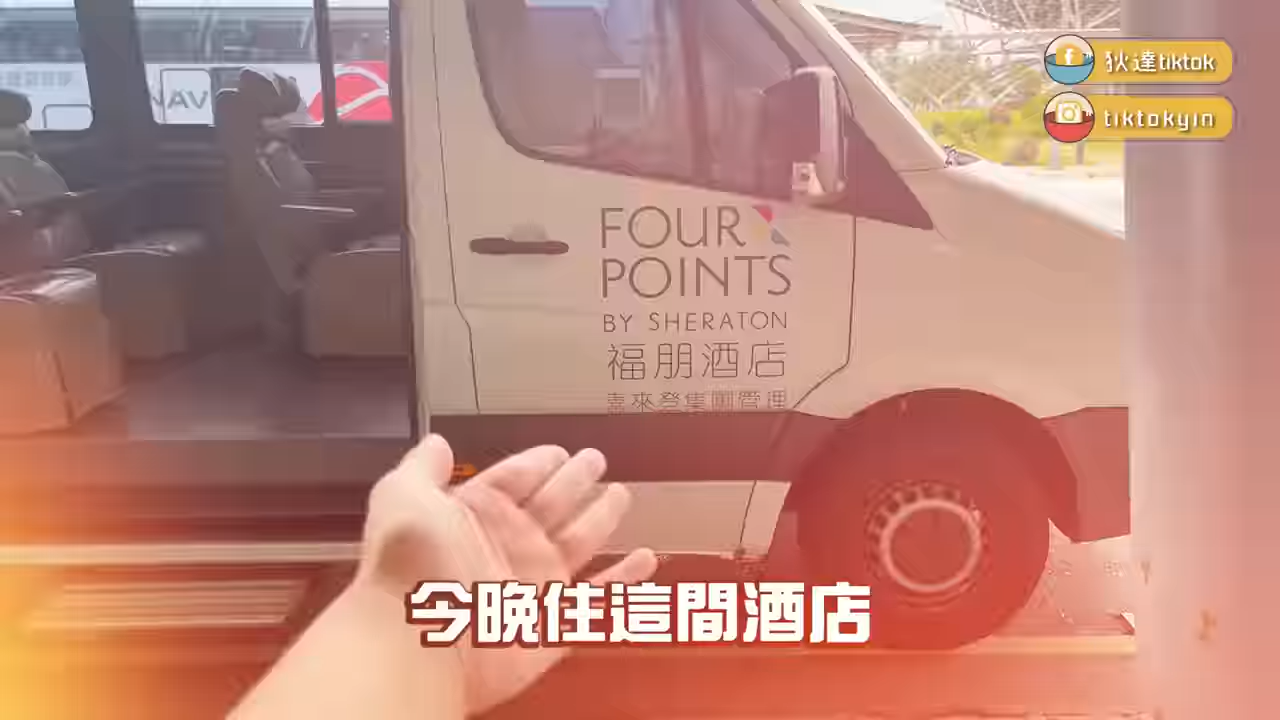 狄達tiktok
tiktokyin
NAV
FOUR
POINTS
BY SHERATON
福朋酒店
喜來登集團管理
今晚住這間酒店